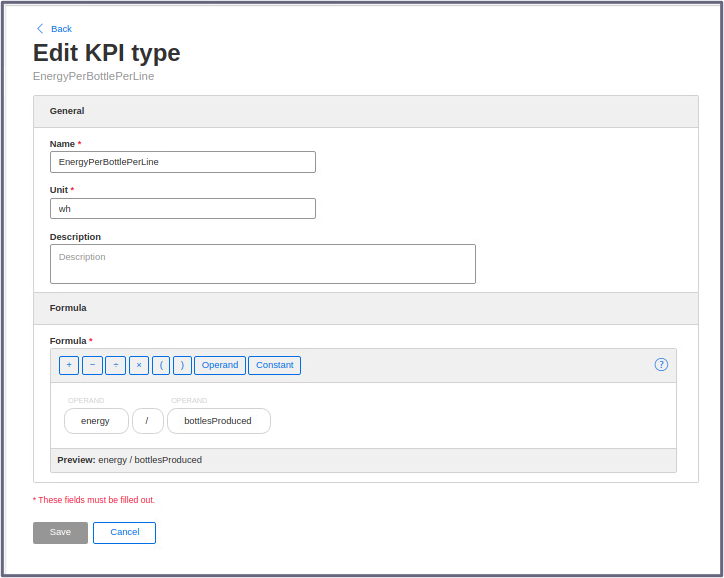 Back
Edit KPI type
EnergyPerBottlePerLine
General
Name *
EnergyPerBottlePerLine
Unit *
wh
Description
Description
Formula
Formula *
+ − ÷ × ( ) Operand Constant ?
OPERAND OPERAND
energy / bottlesProduced
Preview: energy / bottlesProduced
* These fields must be filled out.
Save Cancel